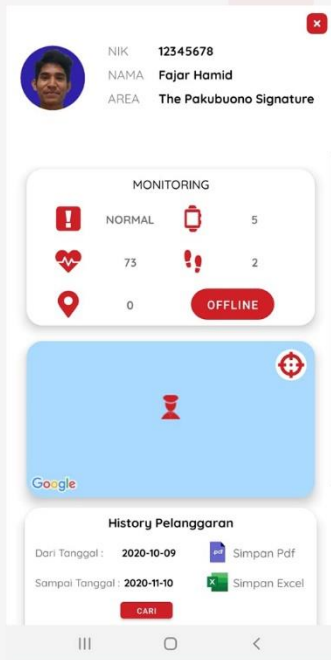 NIK 12345678
NAMA Fajar Hamid
AREA The Pakubuono Signature
MONITORING
NORMAL 5
73 2
0 OFFLINE
Google
History Pelanggaran
Dari Tanggal : 2020-10-09 pdf Simpan Pdf
Sampai Tanggal : 2020-11-10 Simpan Excel
CARI